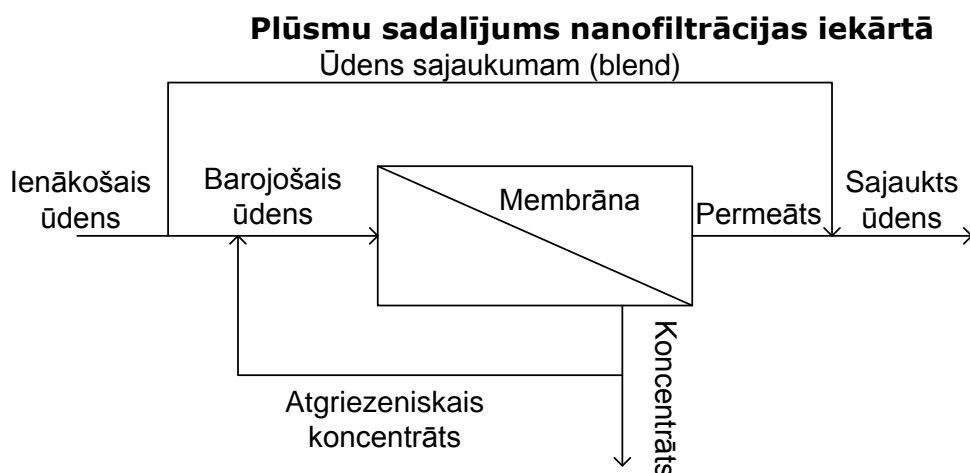 Plūsmu sadalījums nanofiltrācijas iekārtā
Ūdens sajaukumam (blend)
Ienākošais
ūdens
Barojošais
ūdens
Membrāna
Permeāts
Sajaukts
ūdens
Atgriezeniskais
koncentrāts
Koncentrāts